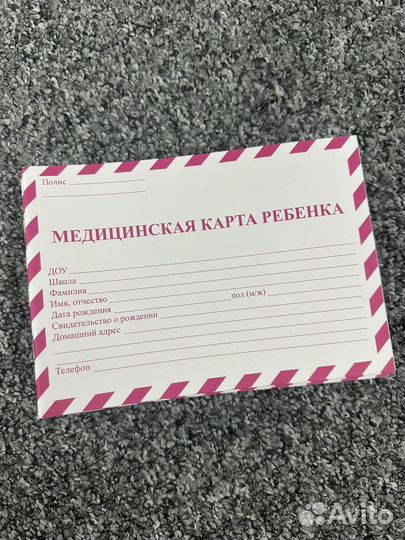 Полис
МЕДИЦИНСКАЯ КАРТА РЕБЕНКА
ДОУ
Школа
Фамилия
Имя, отчество
пол (м/ж)
Дата рождения
Свидетельство о рождении
Домашний адрес
Телефон
Avito